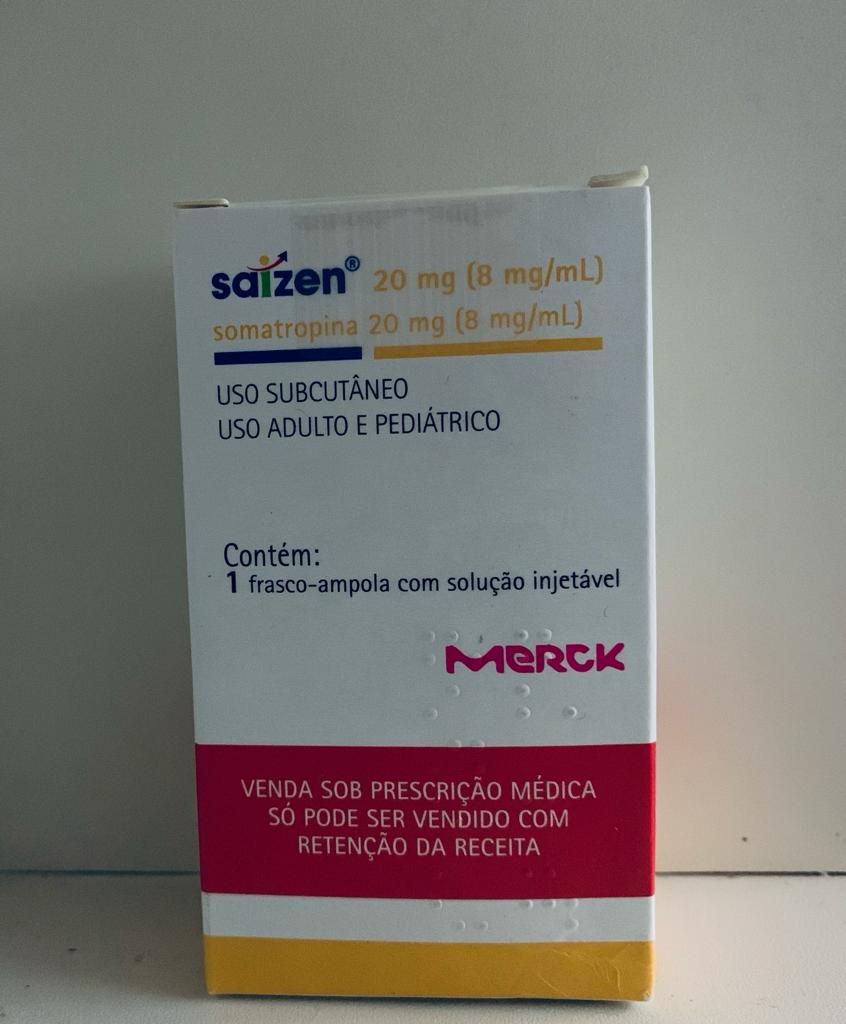 saizen® 20 mg (8 mg/mL)
somatropina 20 mg (8 mg/mL)
USO SUBCUTÂNEO
USO ADULTO E PEDIÁTRICO
Contém:
1 frasco-ampola com solução injetável
MERCK
VENDA SOB PRESCRIÇÃO MÉDICA
SÓ PODE SER VENDIDO COM
RETENÇÃO DA RECEITA